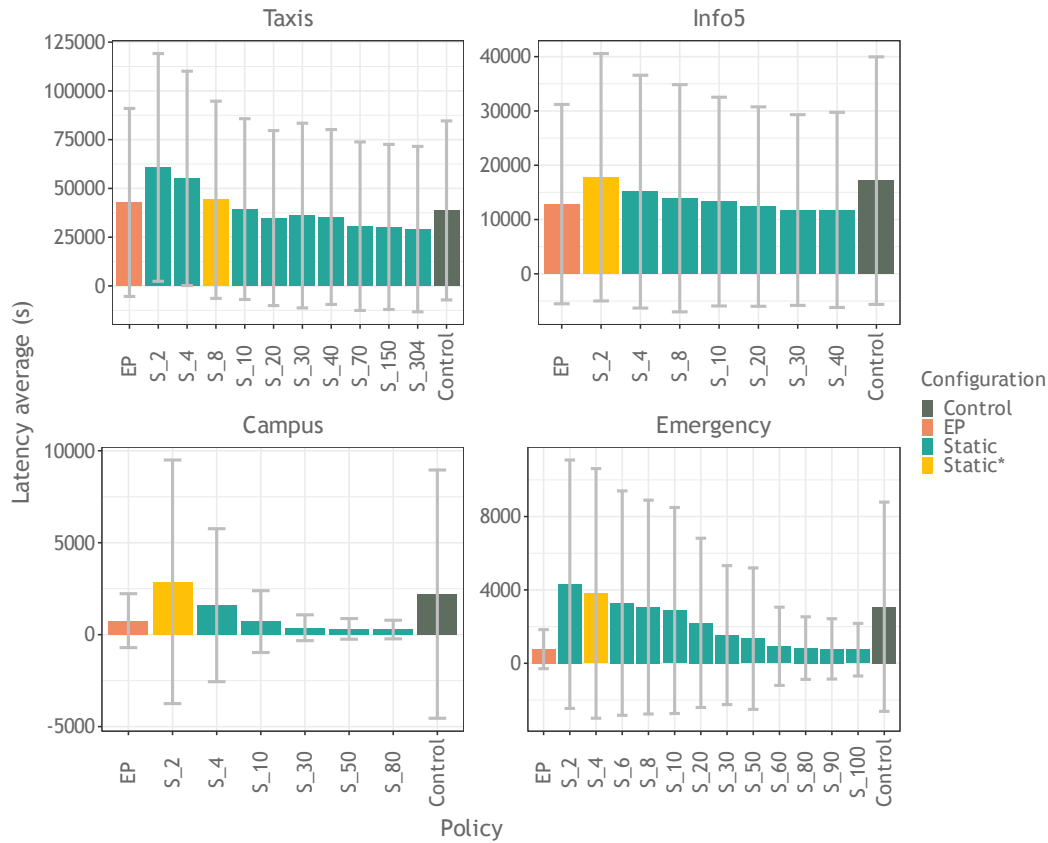 Taxis
Info5
125000
100000
75000
50000
25000
0
40000
30000
20000
10000
0
EP
S_2
S_4
S_8
S_10
S_20
S_30
S_40
S_70
S_150
S_304
Control
EP
S_2
S_4
S_8
S_10
S_20
S_30
S_40
Control
Latency average (s)
Campus
Emergency
10000
5000
0
-5000
8000
4000
0
EP
S_2
S_4
S_10
S_30
S_50
S_80
Control
EP
S_2
S_4
S_6
S_8
S_10
S_20
S_30
S_50
S_60
S_80
S_90
S_100
Control
Policy
Configuration
Control
EP
Static
Static*